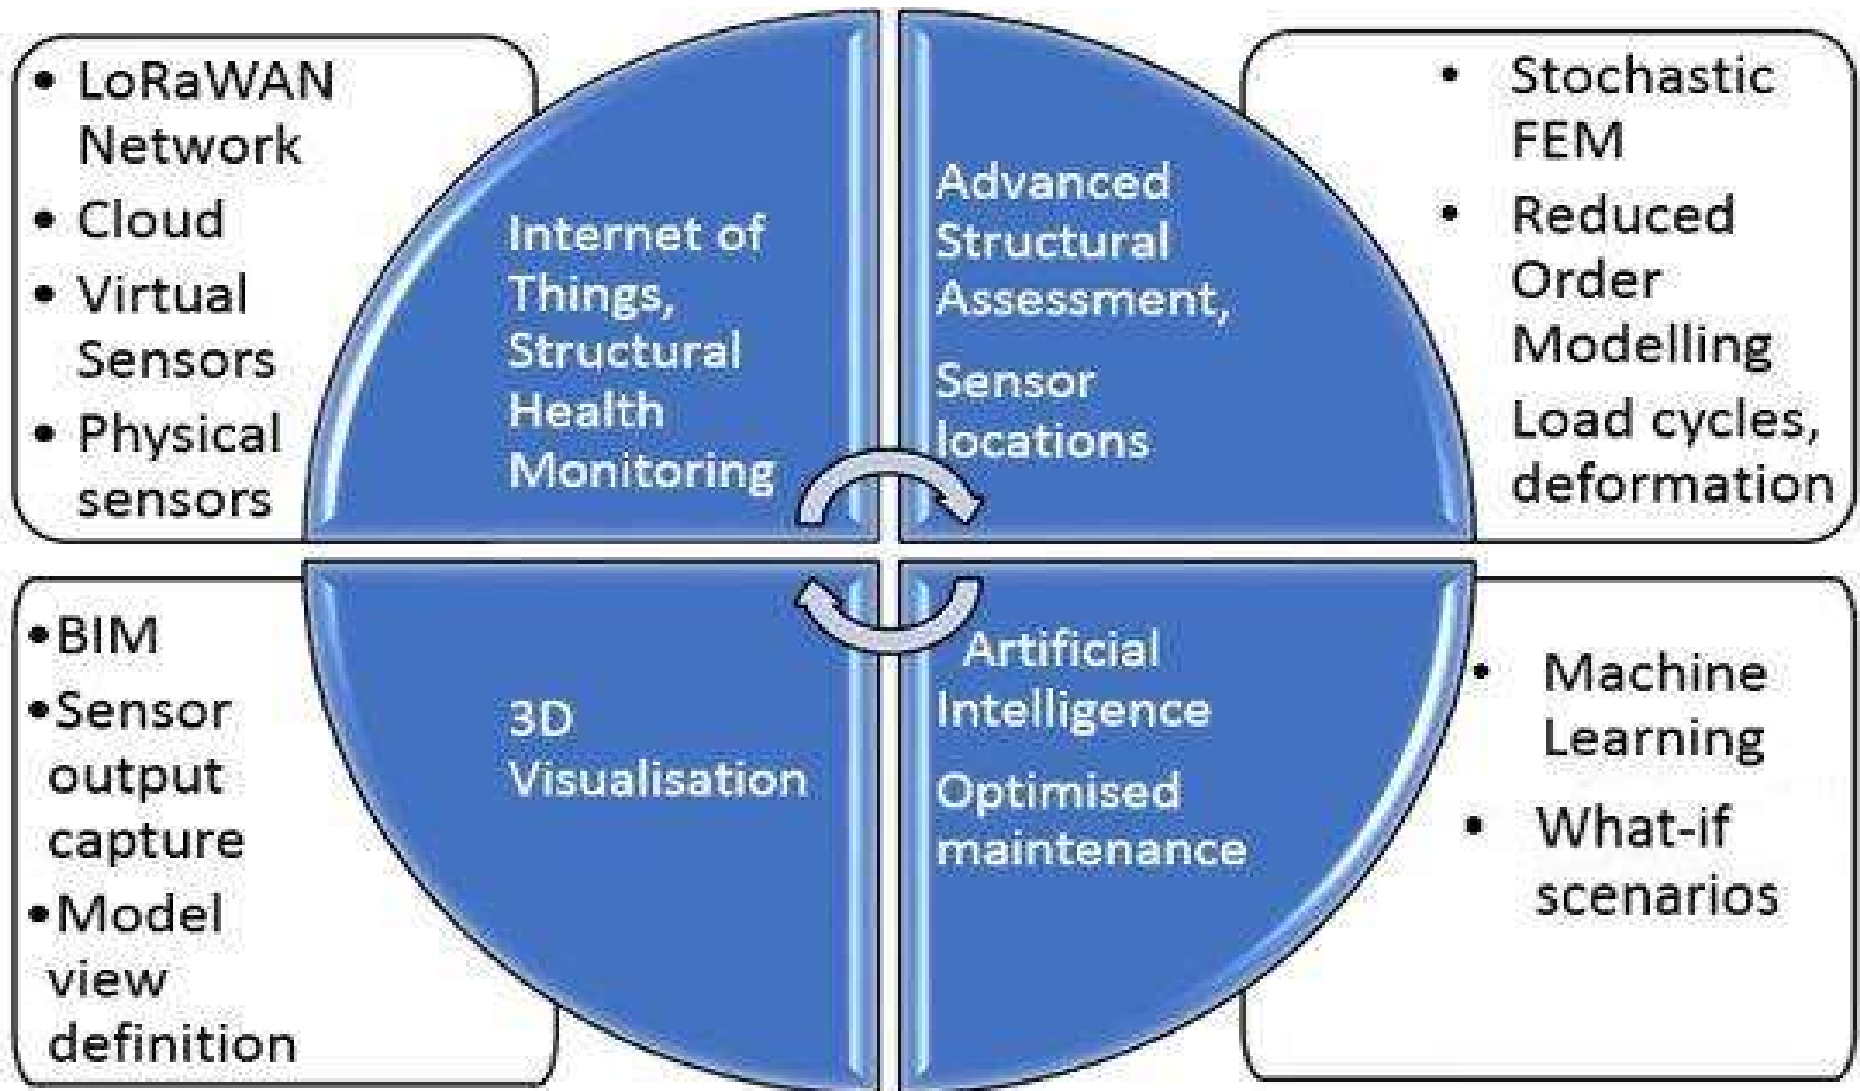 • LoRaWAN
Network
• Cloud
• Virtual
Sensors
• Physical
sensors
Internet of
Things,
Structural
Health
Monitoring
Advanced
Structural
Assessment,
Sensor
locations
• Stochastic
FEM
• Reduced
Order
Modelling
Load cycles,
deformation
•BIM
•Sensor
output
capture
•Model
view
definition
3D
Visualisation
Artificial
Intelligence
Optimised
maintenance
• Machine
Learning
• What-if
scenarios